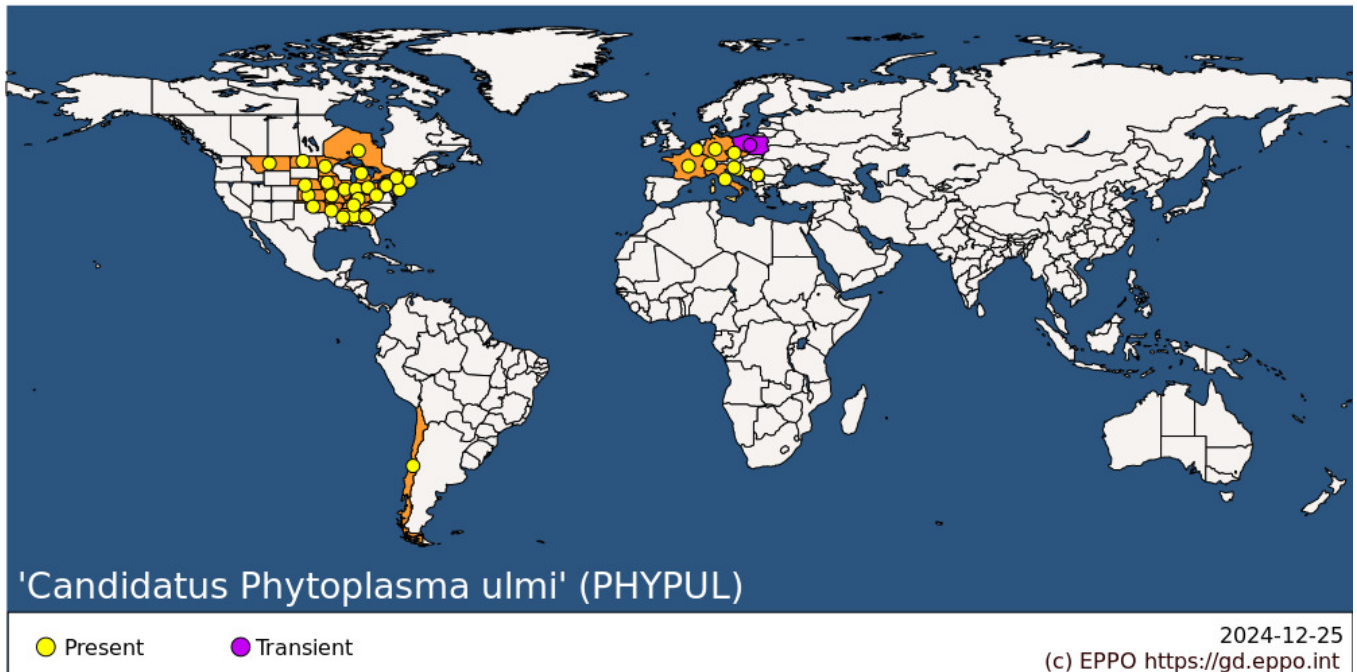 'Candidatus Phytoplasma ulmi' (PHYPUL)
Present
Transient
2024-12-25
(c) EPPO https://gd.eppo.int